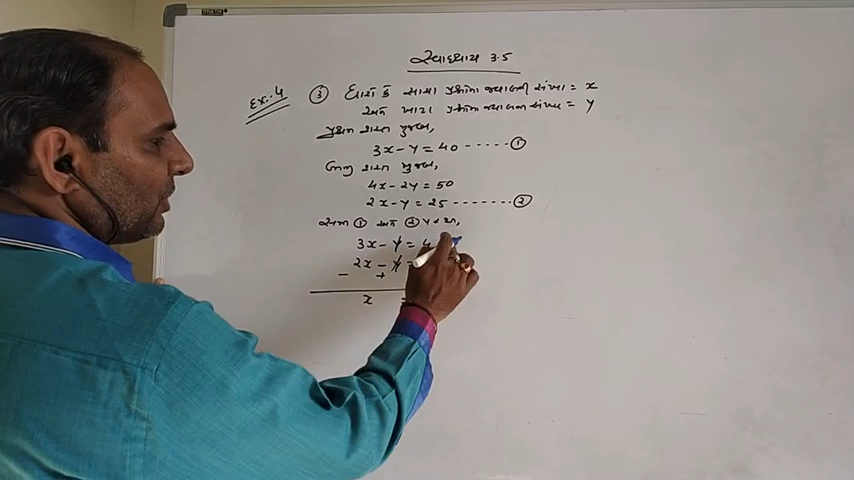 સ્વાધ્યાય 3.5
Ex.-4 ③ ધારો કે સાચા પ્રશ્નોના જવાબની સંખ્યા = x
અને ખોટા પ્રશ્નોના જવાબની સંખ્યા = y
પ્રથમ શરત મુજબ,
3x - y = 40 ----- ①
બીજી શરત મુજબ,
4x - 2y = 50
2x - y = 25 ------- ②
સમી ① અને ② પરથી,
3x - y = 4
2x - y =
- +
x